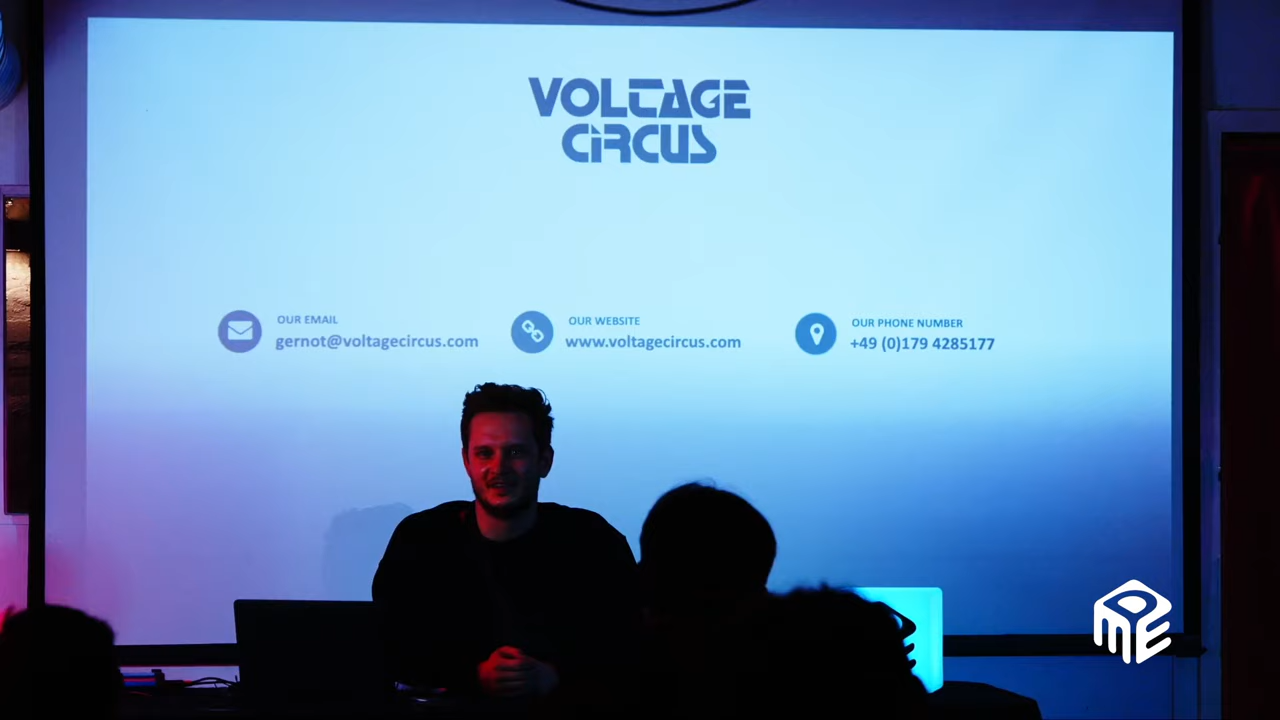 VOLTAGE
CIRCUS
OUR EMAIL
gernot@voltagecircus.com
OUR WEBSITE
www.voltagecircus.com
OUR PHONE NUMBER
+49 (0)179 4285177